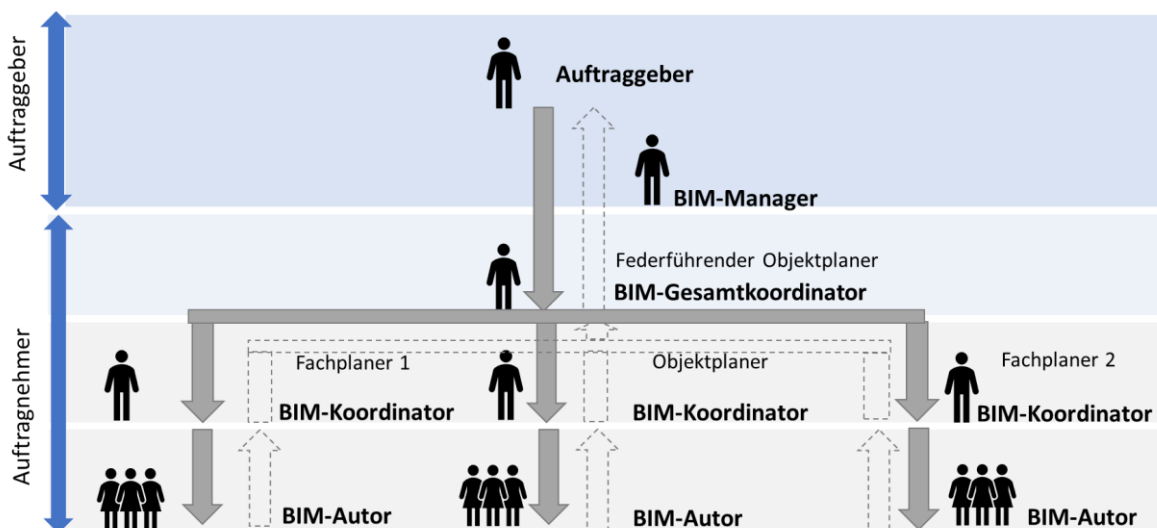 Auftraggeber
Auftraggeber
BIM-Manager
Auftragnehmer
Federführender Objektplaner
BIM-Gesamtkoordinator
Fachplaner 1
Objektplaner
Fachplaner 2
BIM-Koordinator
BIM-Koordinator
BIM-Koordinator
BIM-Autor
BIM-Autor
BIM-Autor